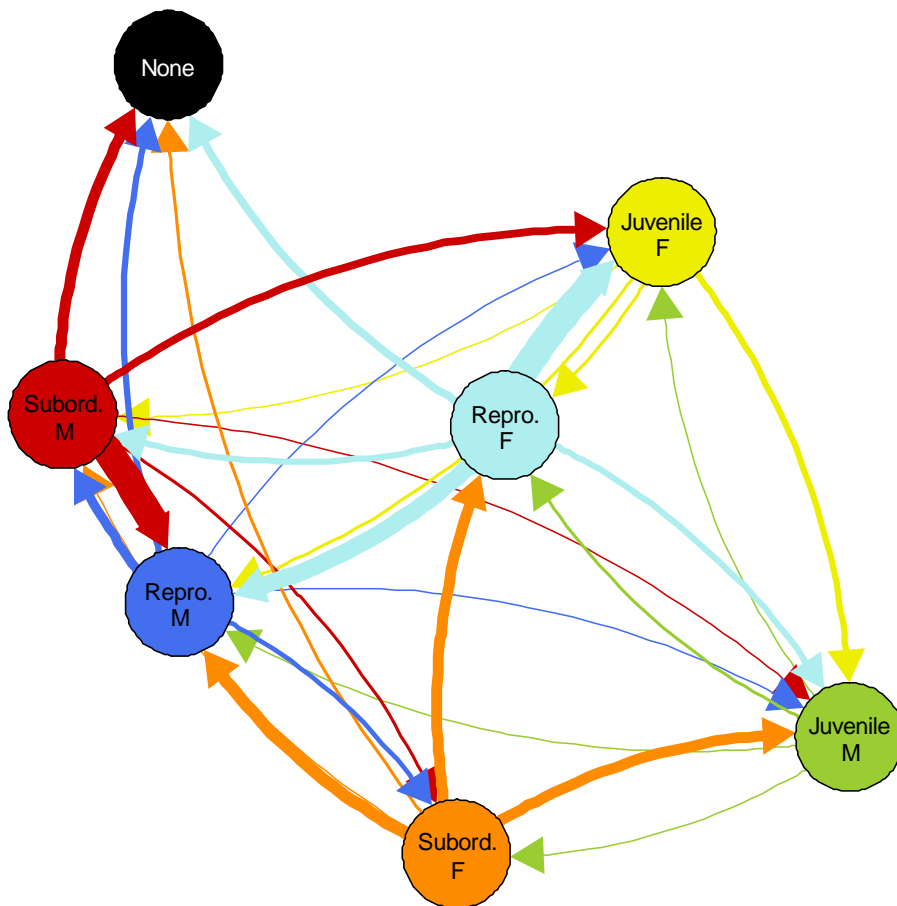 None
Juvenile
F
Subord.
M
Repro.
F
Repro.
M
Juvenile
M
Subord.
F